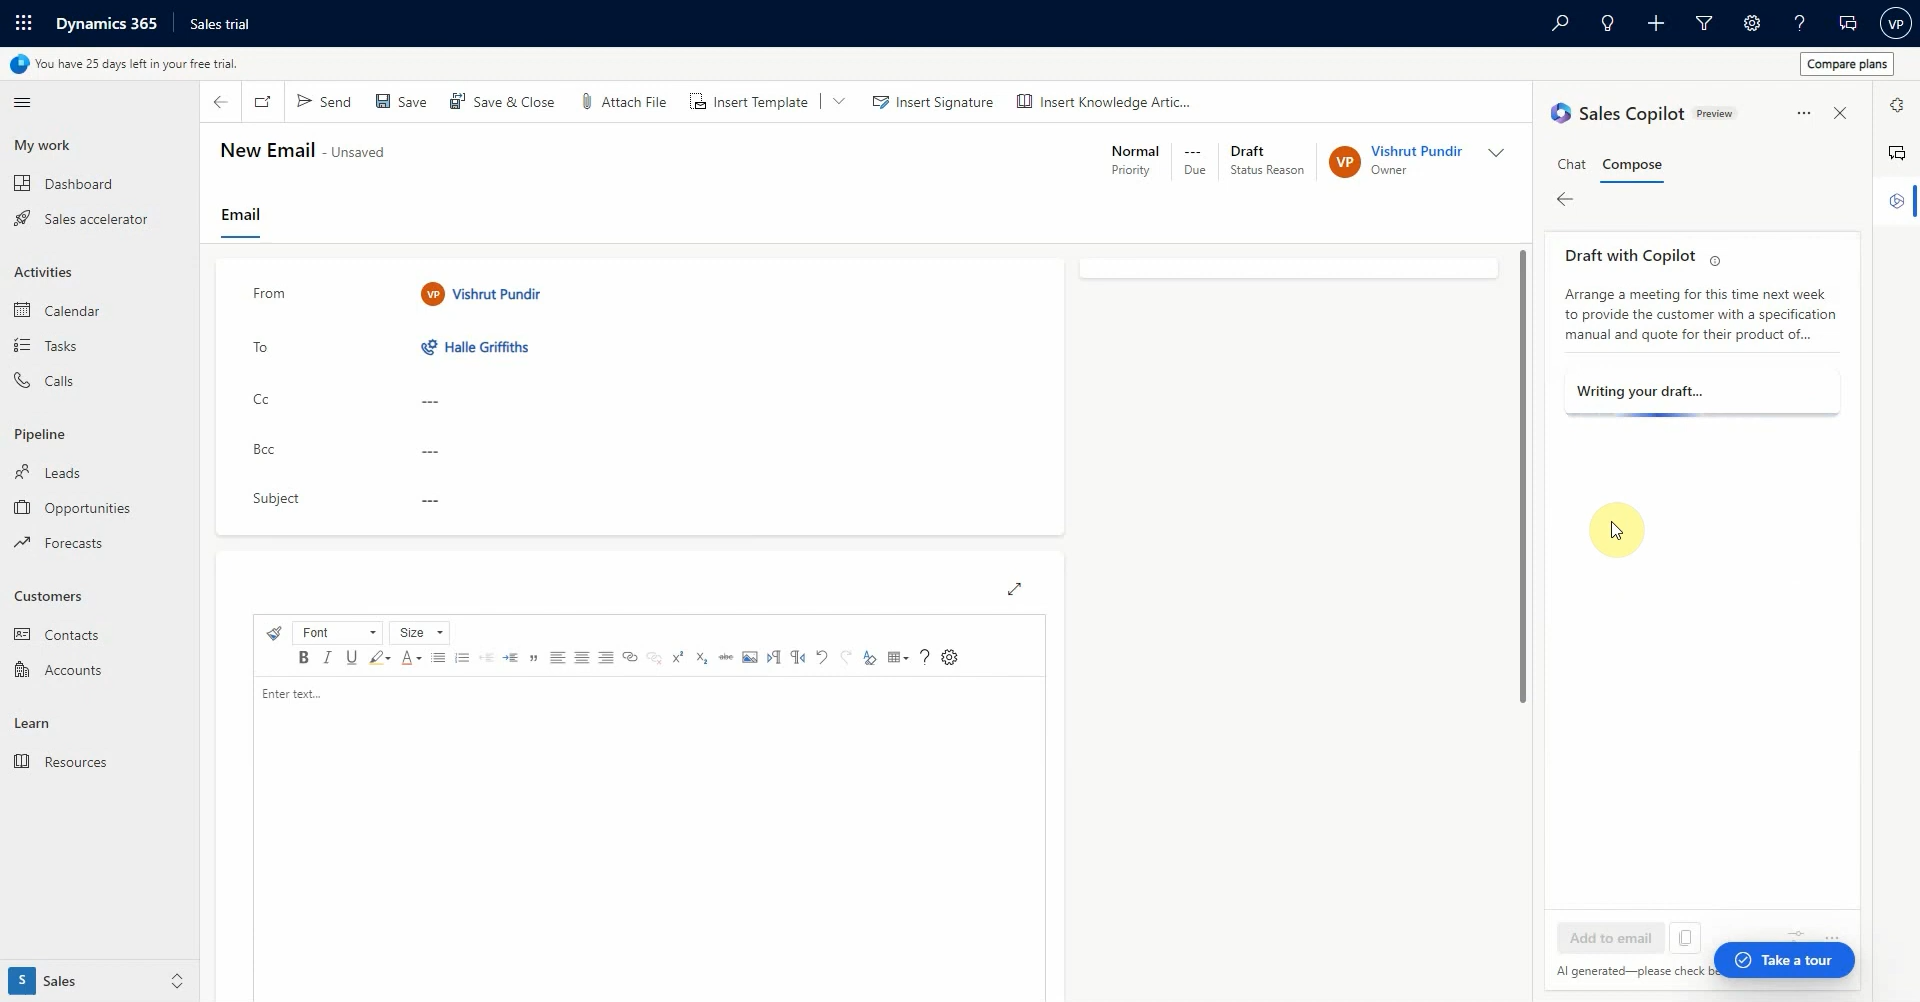 Dynamics 365
Sales trial
VP
You have 25 days left in your free trial.
Compare plans
My work
Dashboard
Sales accelerator
Activities
Calendar
Tasks
Calls
Pipeline
Leads
Opportunities
Forecasts
Customers
Contacts
Accounts
Learn
Resources
S Sales
Send
Save
Save & Close
Attach File
Insert Template
Insert Signature
Insert Knowledge Artic...
New Email - Unsaved
Normal
Priority
---
Due
Draft
Status Reason
VP
Vishrut Pundir
Owner
Email
From
VP Vishrut Pundir
To
Halle Griffiths
Cc
---
Bcc
---
Subject
---
Font
Size
Enter text...
Sales Copilot Preview
Chat
Compose
Draft with Copilot
Arrange a meeting for this time next week
to provide the customer with a specification
manual and quote for their product of...
Writing your draft...
Add to email
AI generated—please check
Take a tour